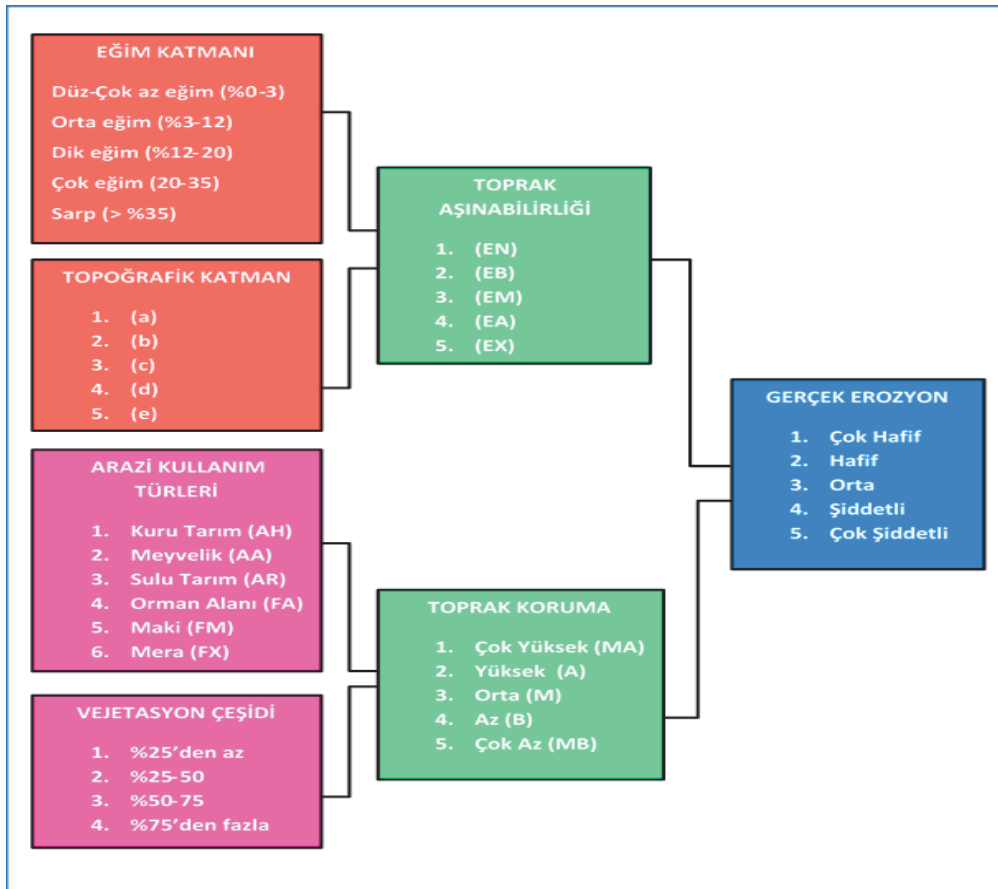 EĞİM KATMANI
Düz-Çok az eğim (%0-3)
Orta eğim (%3-12)
Dik eğim (%12-20)
Çok eğim (20-35)
Sarp (> %35)
TOPOĞRAFİK KATMAN
1. (a)
2. (b)
3. (c)
4. (d)
5. (e)
ARAZİ KULLANIM
TÜRLERİ
1. Kuru Tarım (AH)
2. Meyvelik (AA)
3. Sulu Tarım (AR)
4. Orman Alanı (FA)
5. Maki (FM)
6. Mera (FX)
VEJETASYON ÇEŞİDİ
1. %25’den az
2. %25-50
3. %50-75
4. %75’den fazla
TOPRAK
AŞINABİLİRLİĞİ
1. (EN)
2. (EB)
3. (EM)
4. (EA)
5. (EX)
TOPRAK KORUMA
1. Çok Yüksek (MA)
2. Yüksek (A)
3. Orta (M)
4. Az (B)
5. Çok Az (MB)
GERÇEK EROZYON
1. Çok Hafif
2. Hafif
3. Orta
4. Şiddetli
5. Çok Şiddetli